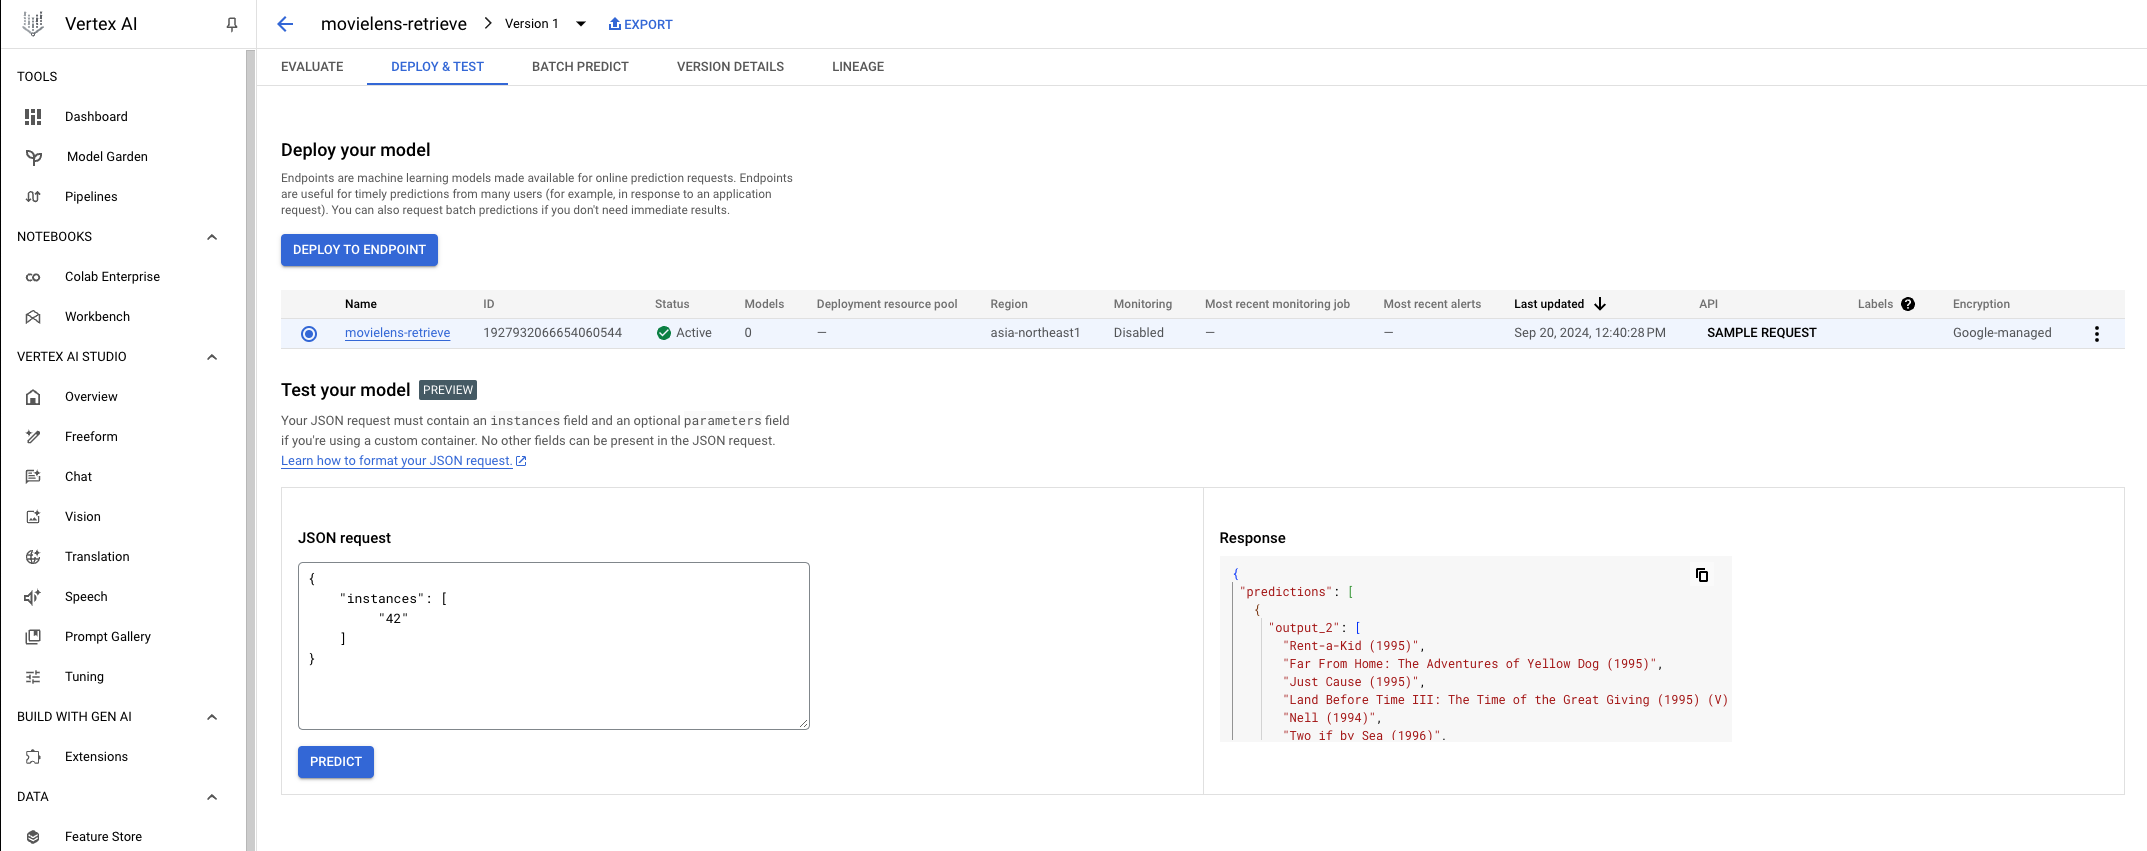 Vertex AI
movielens-retrieve
Version 1
EXPORT
TOOLS
Dashboard
Model Garden
Pipelines
NOTEBOOKS
Colab Enterprise
Workbench
VERTEX AI STUDIO
Overview
Freeform
Chat
Vision
Translation
Speech
Prompt Gallery
Tuning
BUILD WITH GEN AI
Extensions
DATA
Feature Store
EVALUATE DEPLOY & TEST BATCH PREDICT VERSION DETAILS LINEAGE
Deploy your model
Endpoints are machine learning models made available for online prediction requests. Endpoints
are useful for timely predictions from many users (for example, in response to an application
request). You can also request batch predictions if you don't need immediate results.
DEPLOY TO ENDPOINT
Name ID Status Models Deployment resource pool Region Monitoring Most recent monitoring job Most recent alerts Last updated API Labels ? Encryption
movielens-retrieve 1927932066654060544 Active 0 — asia-northeast1 Disabled — — Sep 20, 2024, 12:40:28 PM SAMPLE REQUEST Google-managed
Test your model PREVIEW
Your JSON request must contain an instances field and an optional parameters field
if you're using a custom container. No other fields can be present in the JSON request.
Learn how to format your JSON request.
JSON request
{
"instances": [
"42"
]
}
PREDICT
Response
{
"predictions": [
{
"output_2": [
"Rent-a-Kid (1995)",
"Far From Home: The Adventures of Yellow Dog (1995)",
"Just Cause (1995)",
"Land Before Time III: The Time of the Great Giving (1995) (V)
"Nell (1994)",
"Two if by Sea (1996)",